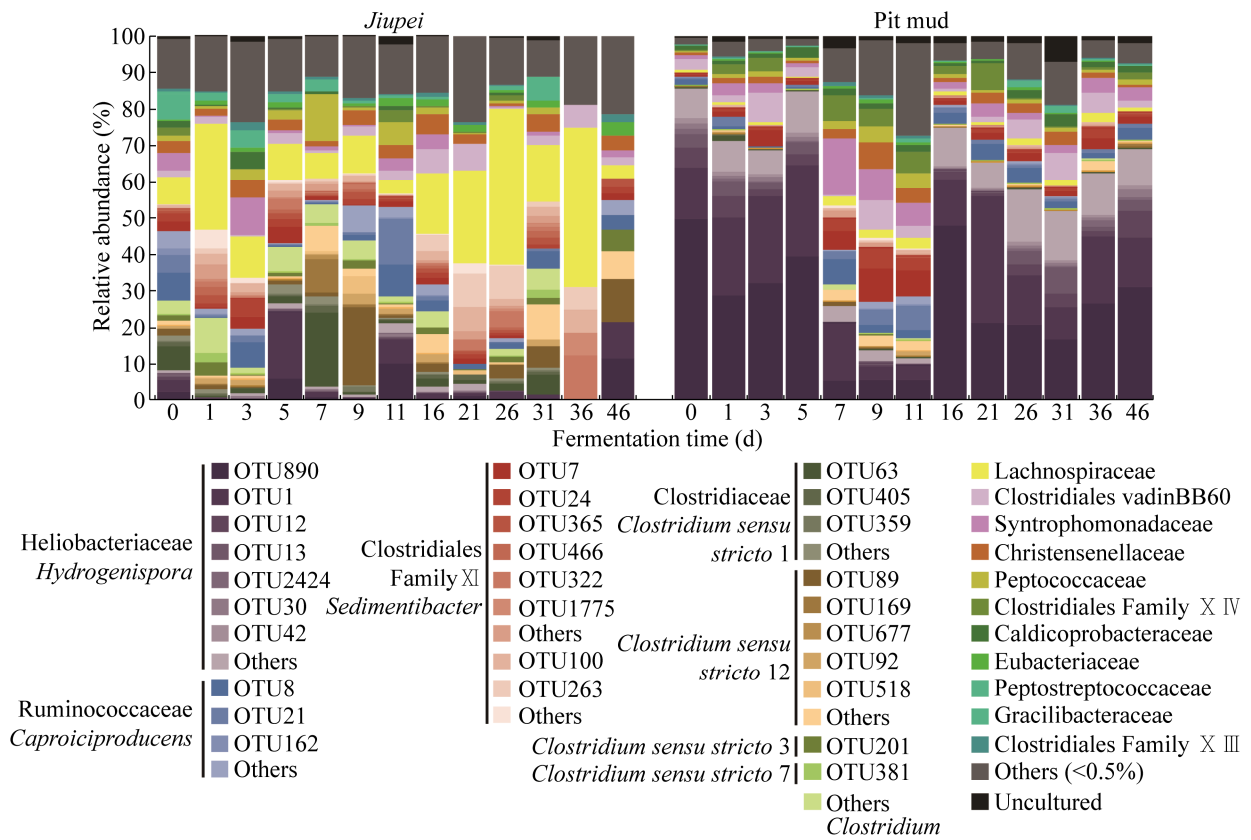 Jiupei
Pit mud
Relative abundance (%)
100
90
80
70
60
50
40
30
20
10
0
0 1 3 5 7 9 11 16 21 26 31 36 46
0 1 3 5 7 9 11 16 21 26 31 36 46
Fermentation time (d)
Heliobacteriaceae
Hydrogenispora
OTU890
OTU1
OTU12
OTU13
OTU2424
OTU30
OTU42
Others
Ruminococcaceae
Caproiciproducens
OTU8
OTU21
OTU162
Others
Clostridiales
Family Ⅺ
Sedimentibacter
OTU7
OTU24
OTU365
OTU466
OTU322
OTU1775
Others
OTU100
OTU263
Others
Clostridiaceae
Clostridium sensu
stricto 1
OTU63
OTU405
OTU359
Others
Clostridium sensu
stricto 12
OTU89
OTU169
OTU677
OTU92
OTU518
Others
Clostridium sensu stricto 3
OTU201
Clostridium sensu stricto 7
OTU381
Others
Clostridium
Lachnospiraceae
Clostridiales vadinBB60
Syntrophomonadaceae
Christensenellaceae
Peptococcaceae
Clostridiales Family Ⅹ Ⅳ
Caldicoprobacteraceae
Eubacteriaceae
Peptostreptococcaceae
Gracilibacteraceae
Clostridiales Family Ⅹ Ⅲ
Others (<0.5%)
Uncultured